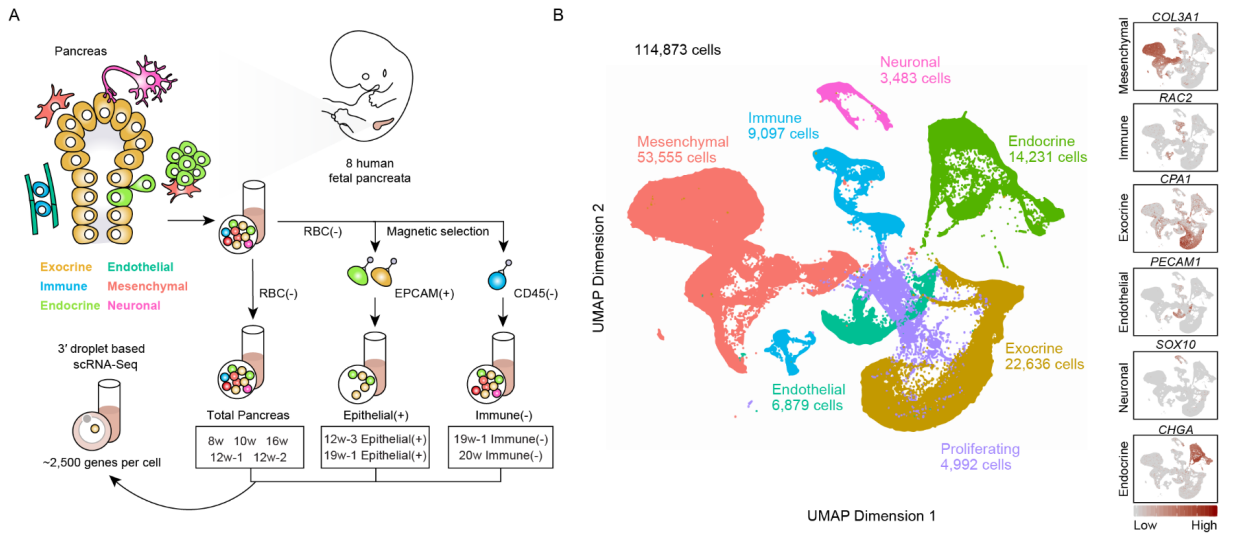 A
Pancreas
8 human
fetal pancreata
RBC(-)
Magnetic selection
Exocrine Endothelial
Immune Mesenchymal
Endocrine Neuronal
RBC(-)
EPCAM(+)
CD45(-)
3′ droplet based
scRNA-Seq
~2,500 genes per cell
Total Pancreas
8w 10w 16w
12w-1 12w-2
Epithelial(+)
12w-3 Epithelial(+)
19w-1 Epithelial(+)
Immune(-)
19w-1 Immune(-)
20w Immune(-)
B
114,873 cells
Neuronal
3,483 cells
Immune
9,097 cells
Mesenchymal
53,555 cells
Endocrine
14,231 cells
Exocrine
22,636 cells
Endothelial
6,879 cells
Proliferating
4,992 cells
UMAP Dimension 2
UMAP Dimension 1
COL3A1
Mesenchymal
RAC2
Immune
CPA1
Exocrine
PECAM1
Endothelial
SOX10
Neuronal
CHGA
Endocrine
Low High